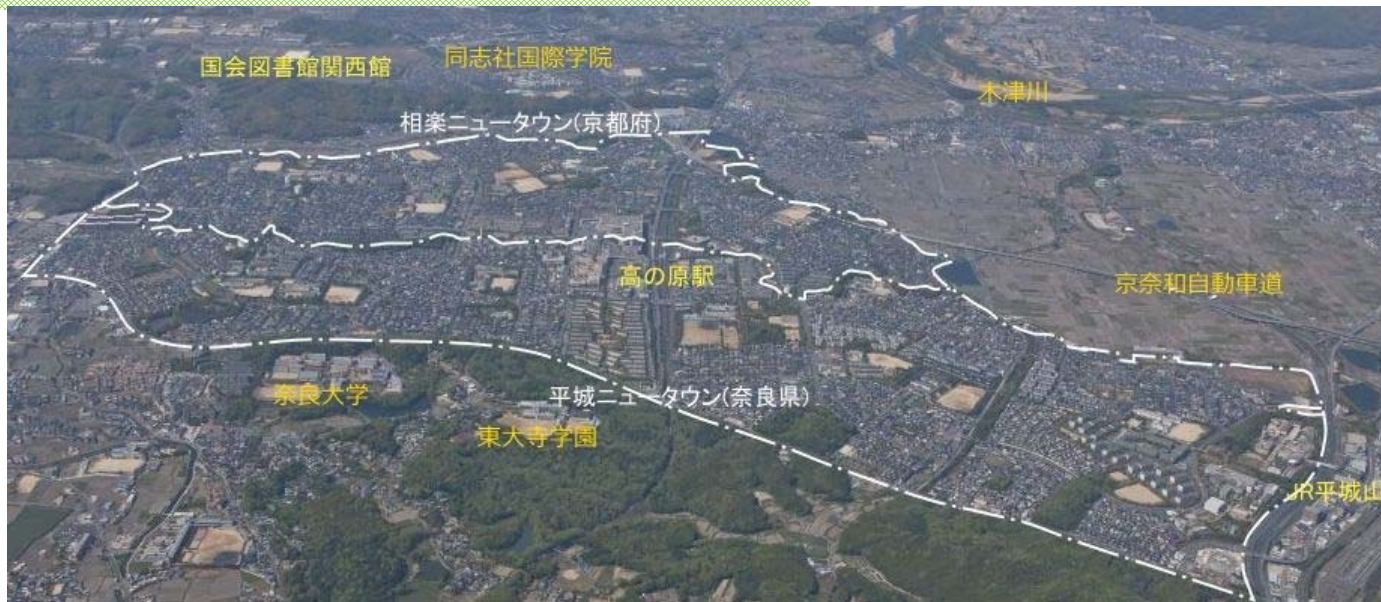 国会図書館関西館
同志社国際学院
木津川
相楽ニュータウン(京都府)
高の原駅
京奈和自動車道
奈良大学
平城ニュータウン(奈良県)
東大寺学園
JR平城山